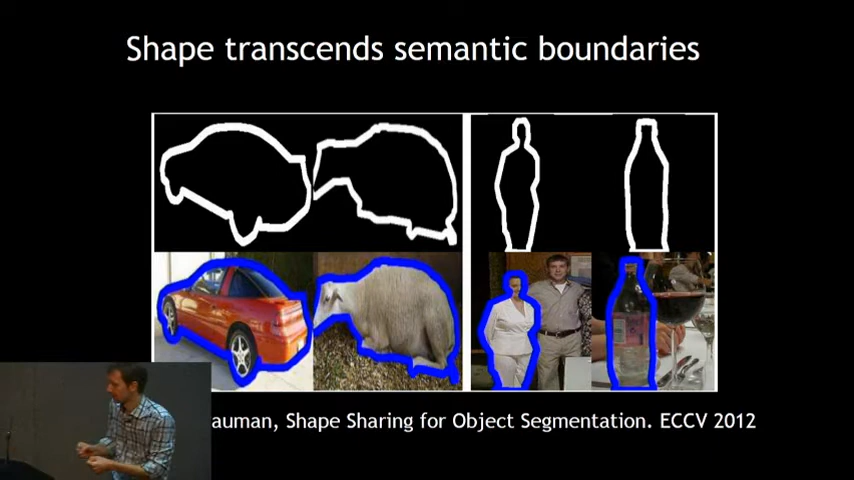 Shape transcends semantic boundaries
auman, Shape Sharing for Object Segmentation. ECCV 2012